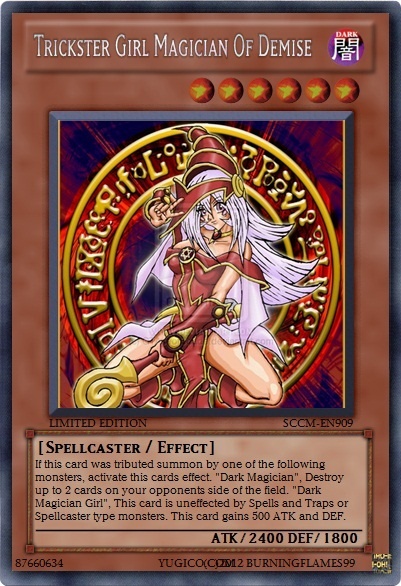 Trickster Girl Magician Of Demise
DARK
闇
LIMITED EDITION
SCCM-EN909
[Spellcaster / Effect]
If this card was tributed summon by one of the following
monsters, activate this cards effect. "Dark Magician", Destroy
up to 2 cards on your opponents side of the field. "Dark
Magician Girl", This card is uneffected by Spells and Traps or
Spellcaster type monsters. This card gains 500 ATK and DEF.
ATK/ 2400 DEF/ 1800
87660634
BURNINGFLAMES99